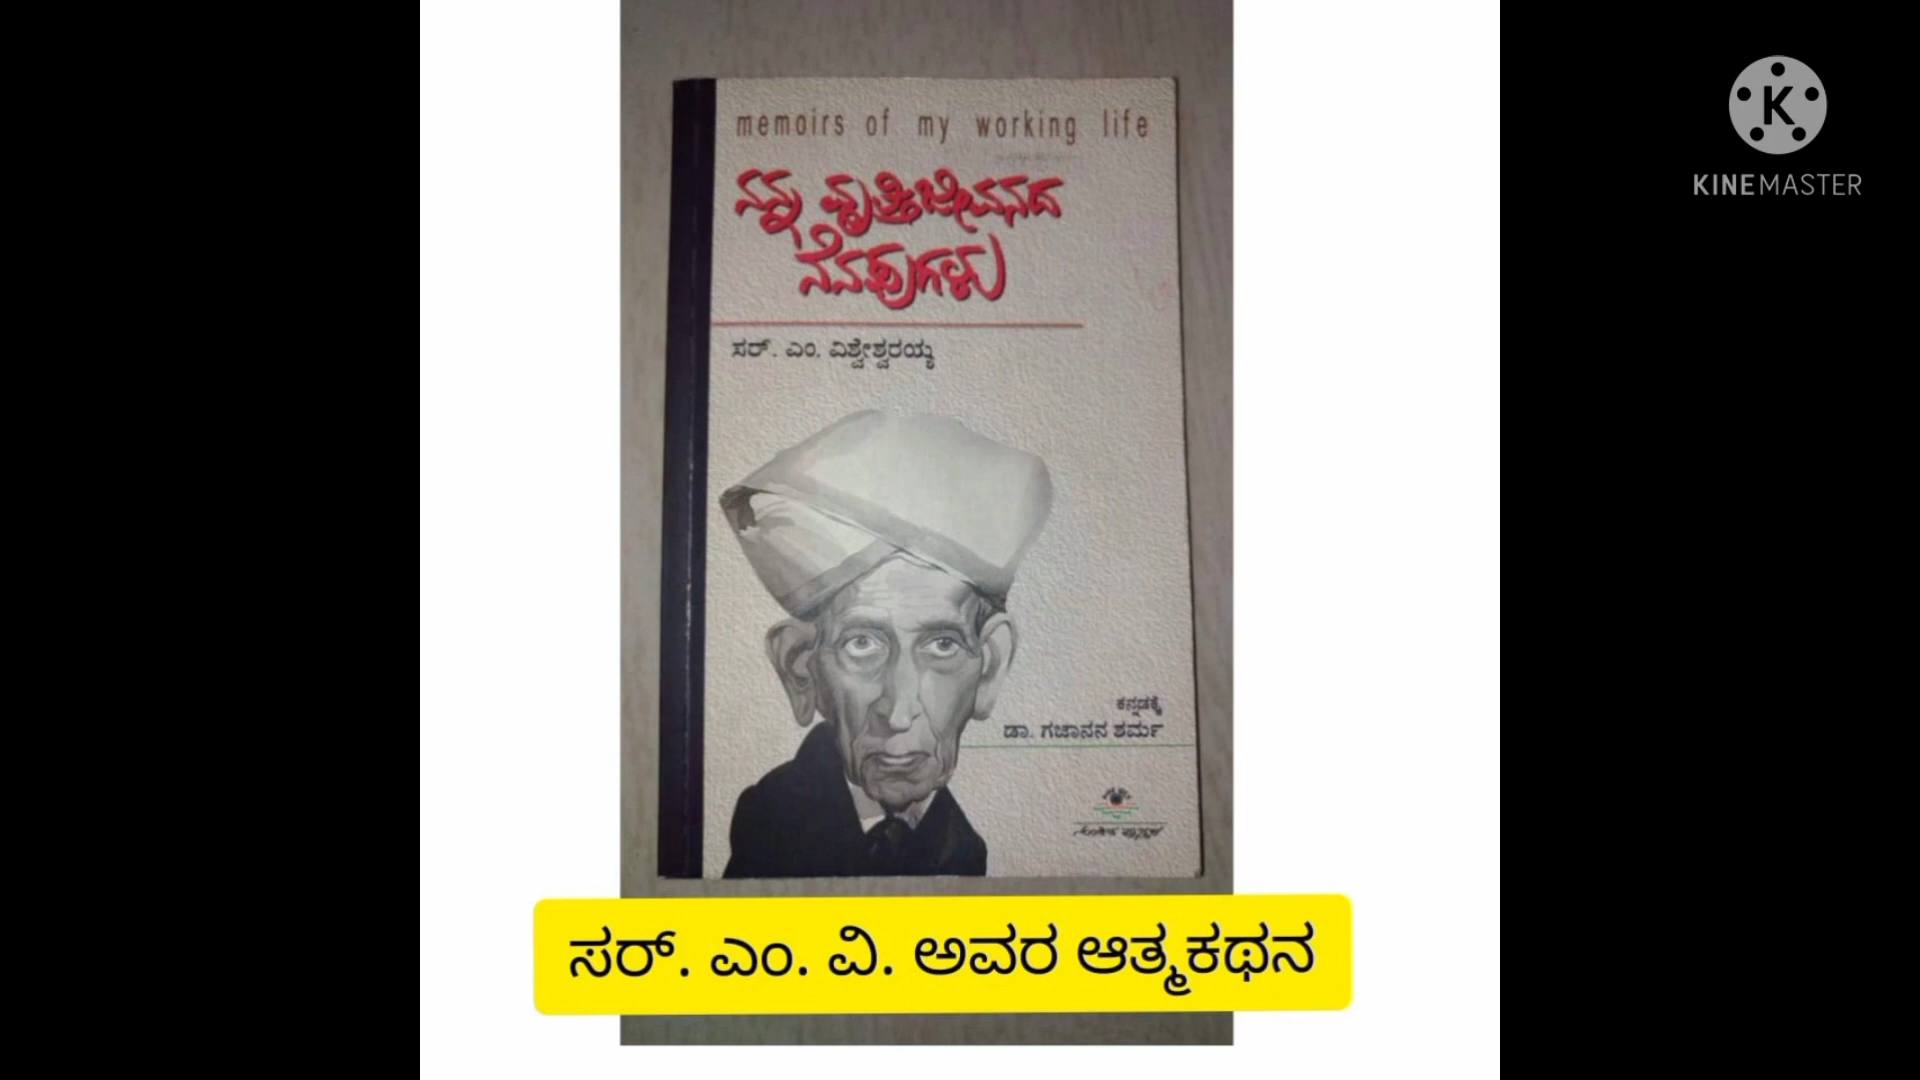 memoirs of my working life
ನನ್ನ ವೃತ್ತಿಜೀವನದ
ನೆನಪುಗಳು
ಸರ್. ಎಂ. ವಿಶ್ವೇಶ್ವರಯ್ಯ
ಕನ್ನಡಕ್ಕೆ
ಡಾ. ಗಜಾನನ ಶರ್ಮ
ಅಂಕಿತ ಪುಸ್ತಕ
ಸರ್. ಎಂ. ವಿ. ಅವರ ಆತ್ಮಕಥನ
K
KINEMASTER